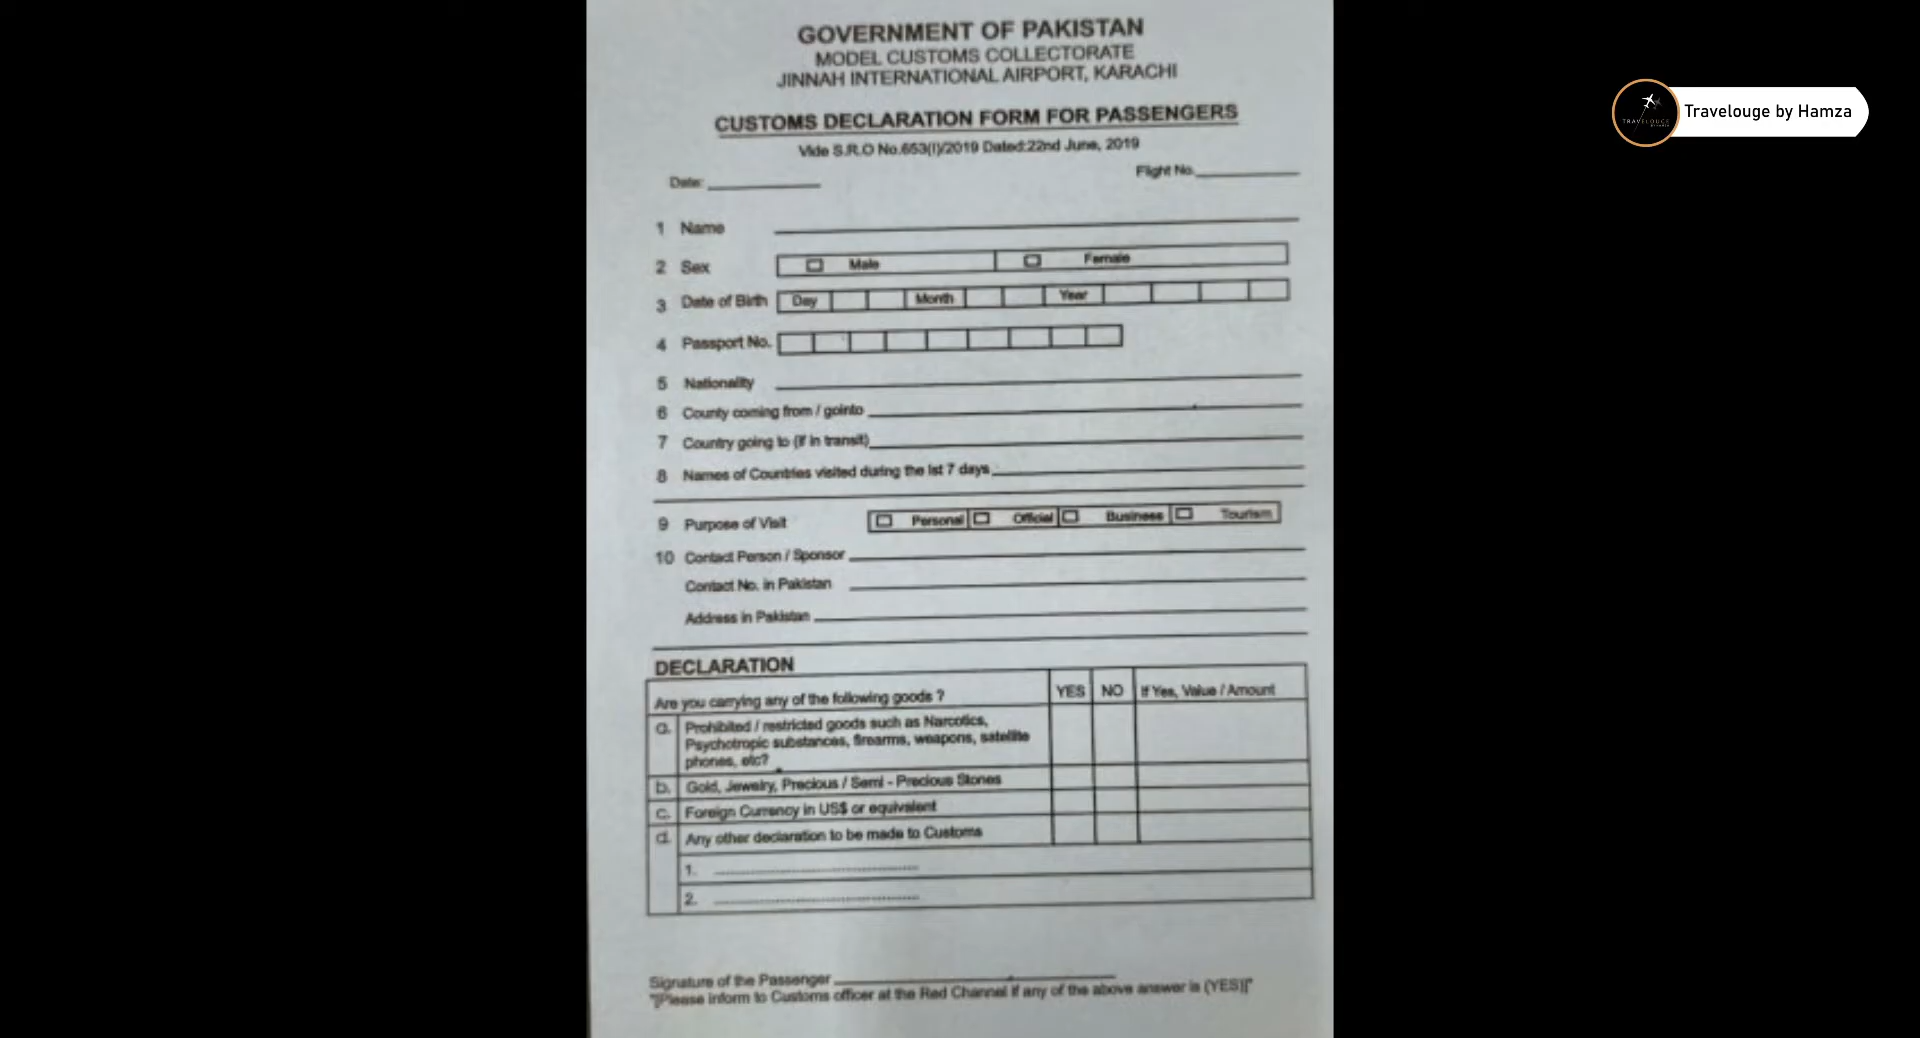 GOVERNMENT OF PAKISTAN
MODEL CUSTOMS COLLECTORATE
JINNAH INTERNATIONAL AIRPORT, KARACHI
CUSTOMS DECLARATION FORM FOR PASSENGERS
Vide S.R.O No.653(I)/2019 Dated:22nd June, 2019
Date: Flight No.
1 Name
2 Sex Male Female
3 Date of Birth Day Month Year
4 Passport No.
5 Nationality
6 County coming from / gointo
7 Country going to (if in transit)
8 Names of Countries visited during the lst 7 days
9 Purpose of Visit Personal Official Business Tourism
10 Contact Person / Sponsor
Contact No. in Pakistan
Address in Pakistan
DECLARATION
Are you carrying any of the following goods ? YES NO If Yes, Value / Amount
a. Prohibited / restricted goods such as Narcotics,
Psychotropic substances, firearms, weapons, satellite
phones, etc?
b. Gold, Jewelry, Precious / Semi - Precious Stones
c. Foreign Currency in US$ or equivalent
d. Any other declaration to be made to Customs
1. ....................
2. ....................
Signature of the Passenger
"[Please inform to Customs officer at the Red Channel if any of the above answer is (YES)]"
TRAVELOUGE
Travelouge by Hamza